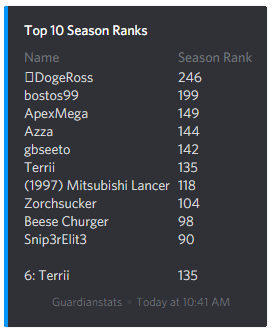 Top 10 Season Ranks
Name Season Rank
▯DogeRoss 246
bostos99 199
ApexMega 149
Azza 144
gbseeto 142
Terrii 135
(1997) Mitsubishi Lancer 118
Zorchsucker 104
Beese Churger 98
Snip3rElit3 90
6: Terrii 135
Guardianstats • Today at 10:41 AM